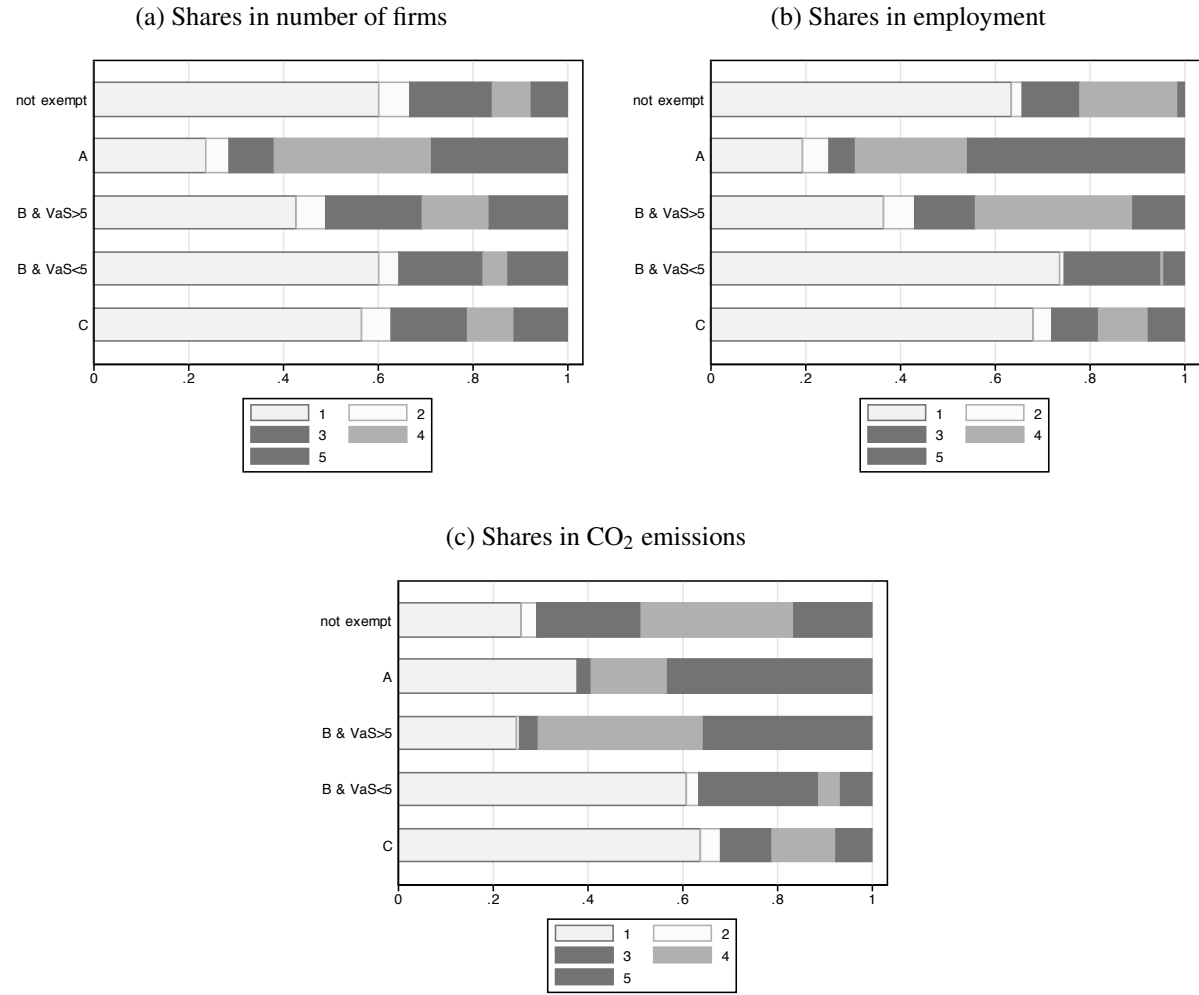 (a) Shares in number of firms
not exempt
A
B & VaS>5
B & VaS<5
C
0 .2 .4 .6 .8 1
1 2
3 4
5
(b) Shares in employment
not exempt
A
B & VaS>5
B & VaS<5
C
0 .2 .4 .6 .8 1
1 2
3 4
5
(c) Shares in CO₂ emissions
not exempt
A
B & VaS>5
B & VaS<5
C
0 .2 .4 .6 .8 1
1 2
3 4
5